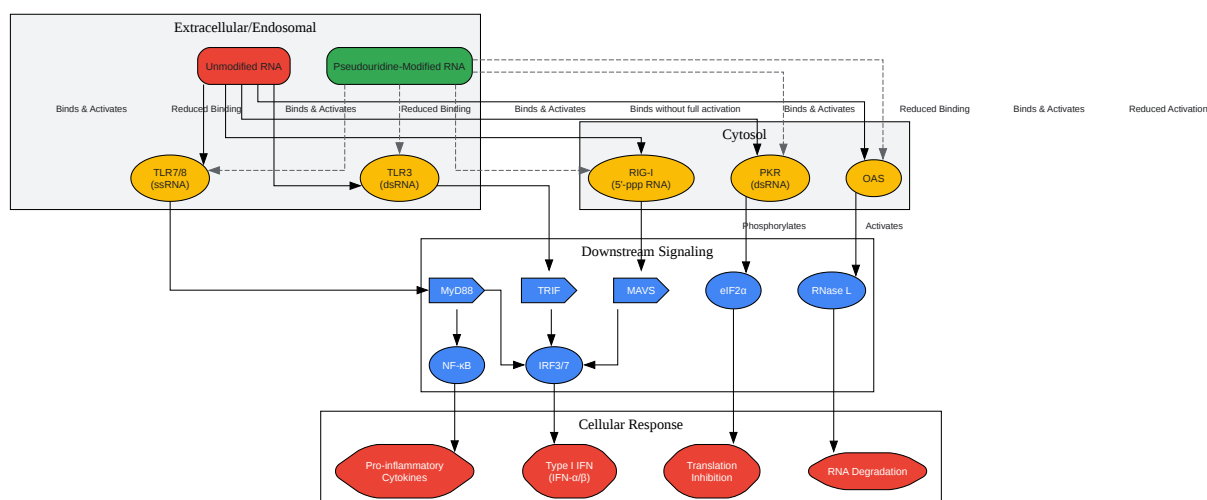 Extracellular/Endosomal
Unmodified RNA
Pseudouridine-Modified RNA
Binds & Activates
Reduced Binding
Binds & Activates
Reduced Binding
Binds & Activates
Binds without full activation
Binds & Activates
Reduced Binding
Binds & Activates
Reduced Activation
Cytosol
TLR7/8
(ssRNA)
TLR3
(dsRNA)
RIG-I
(5'-ppp RNA)
PKR
(dsRNA)
OAS
Phosphorylates
Activates
Downstream Signaling
MyD88
TRIF
MAVS
eIF2α
RNase L
NF-κB
IRF3/7
Cellular Response
Pro-inflammatory
Cytokines
Type I IFN
(IFN-α/β)
Translation
Inhibition
RNA Degradation